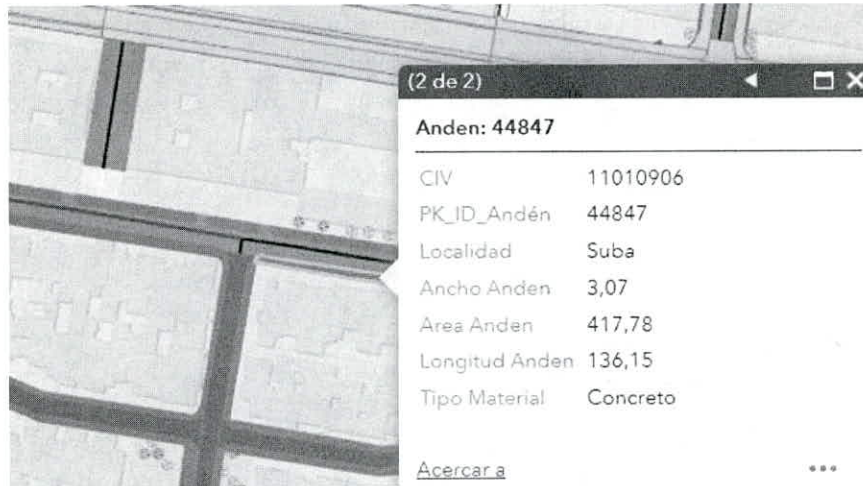 (2 de 2)
Anden: 44847
CIV 11010906
PK_ID_Andén 44847
Localidad Suba
Ancho Anden 3,07
Area Anden 417,78
Longitud Anden 136,15
Tipo Material Concreto
Acercar a